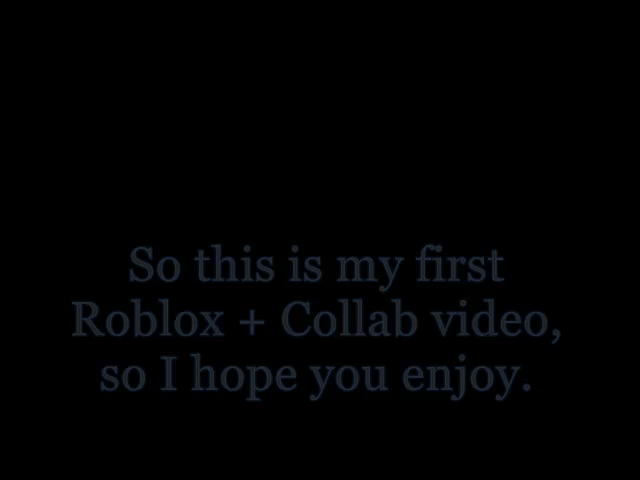 So this is my first
Roblox + Collab video,
so I hope you enjoy.